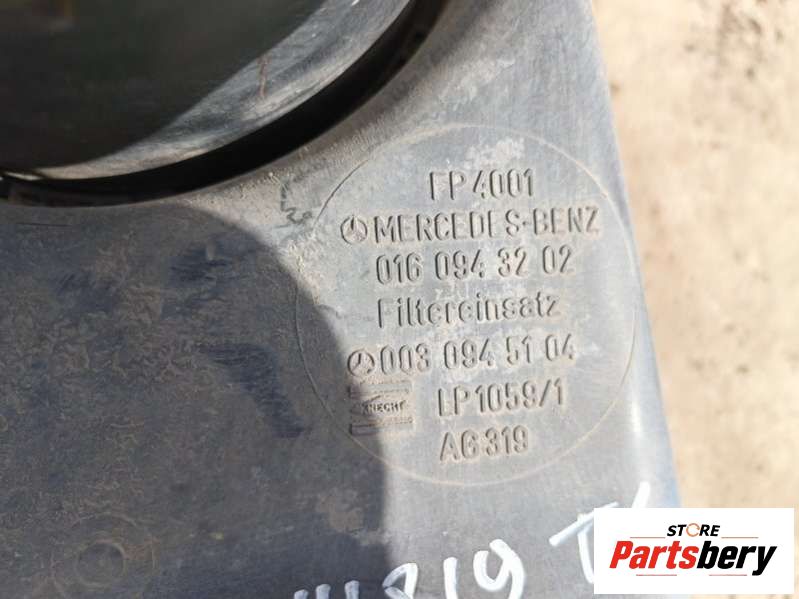 FP4001
MERCEDES-BENZ
016 094 32 02
Filtereinsatz
003 094 51 04
KNECHT
LP1059/1
AG319
STORE
Partsbery